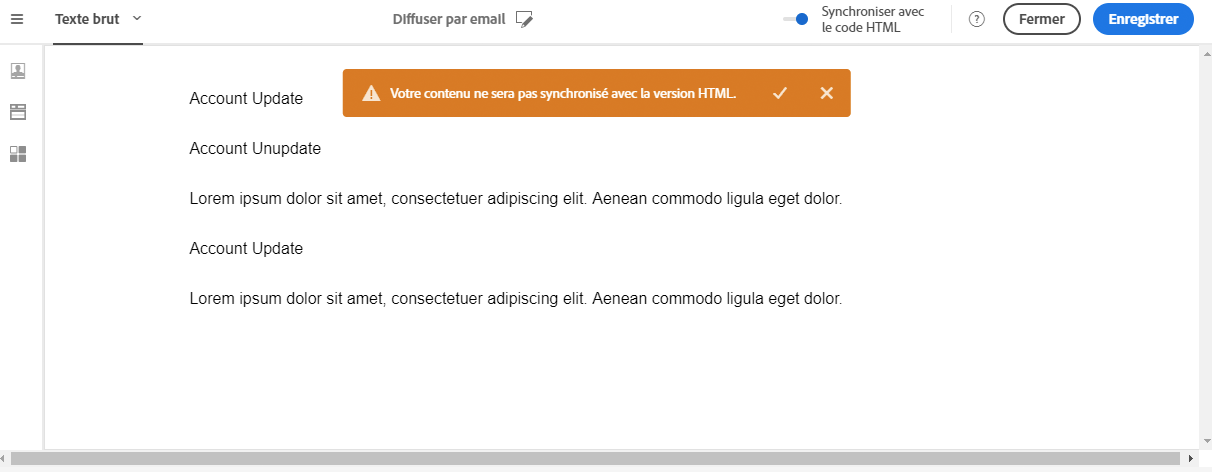 Texte brut
Diffuser par email
Synchroniser avec
le code HTML
?
Fermer
Enregistrer
Votre contenu ne sera pas synchronisé avec la version HTML.
Account Update
Account Unupdate
Lorem ipsum dolor sit amet, consectetuer adipiscing elit. Aenean commodo ligula eget dolor.
Account Update
Lorem ipsum dolor sit amet, consectetuer adipiscing elit. Aenean commodo ligula eget dolor.